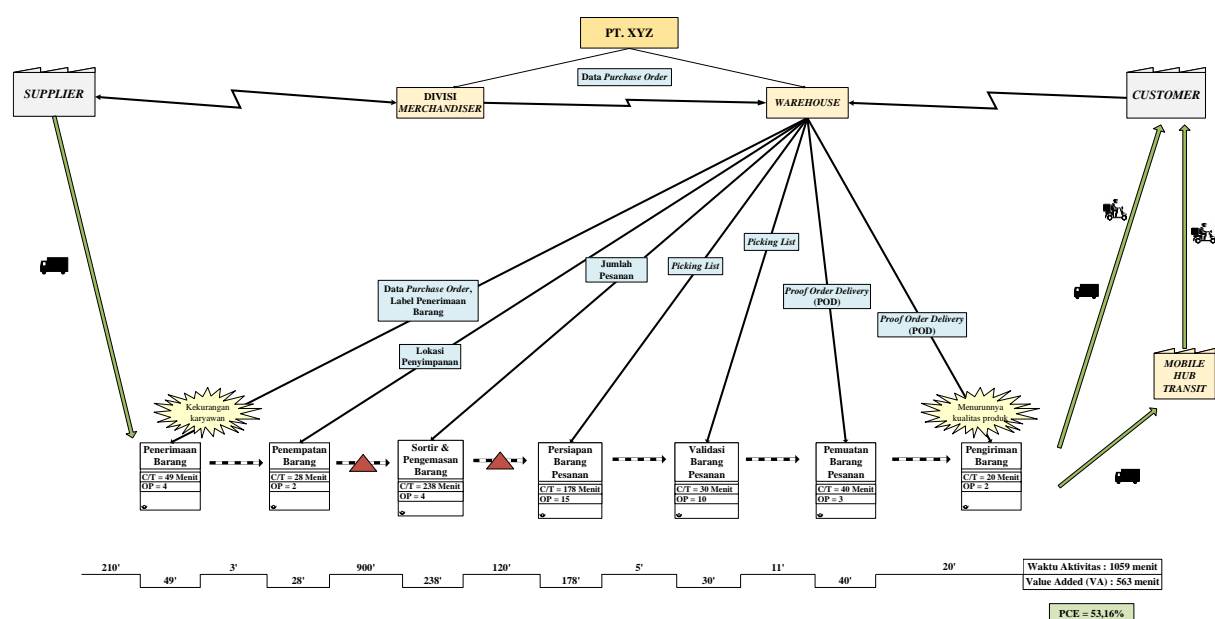 PT. XYZ
Data Purchase Order
SUPPLIER
DIVISI
MERCHANDISER
WAREHOUSE
CUSTOMER
Data Purchase Order,
Label Penerimaan
Barang
Lokasi
Penyimpanan
Jumlah
Pesanan
Picking List
Picking List
Proof Order Delivery
(POD)
Proof Order Delivery
(POD)
MOBILE
HUB
TRANSIT
Kekurangan
karyawan
Menurunnya
kualitas produk
Penerimaan
Barang
C/T = 49 Menit
OP = 4
Penempatan
Barang
C/T = 28 Menit
OP = 2
Sortir &
Pengemasan
Barang
C/T = 238 Menit
OP = 4
Persiapan
Barang
Pesanan
C/T = 178 Menit
OP = 15
Validasi
Barang
Pesanan
C/T = 30 Menit
OP = 10
Pemuatan
Barang
Pesanan
C/T = 40 Menit
OP = 3
Pengiriman
Barang
C/T = 20 Menit
OP = 2
210'
49'
3'
28'
900'
238'
120'
178'
5'
30'
11'
40'
20'
Waktu Aktivitas : 1059 menit
Value Added (VA) : 563 menit
PCE = 53,16%